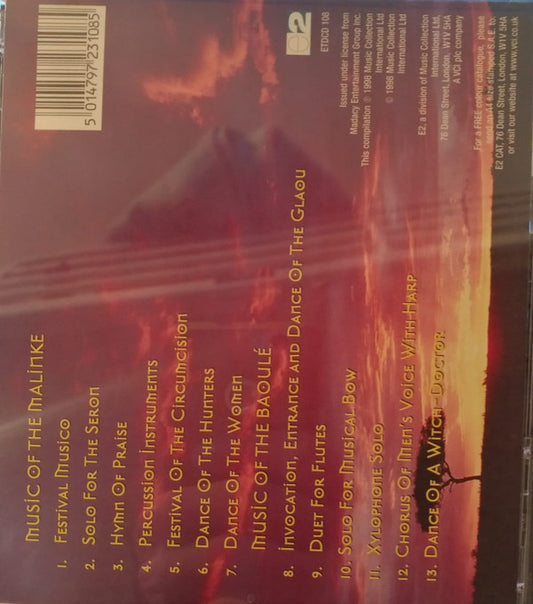 MUSIC OF THE MALINKE
1. FESTIVAL MUSICO
2. SOLO FOR THE SERON
3. HYMN OF PRAISE
4. PERCUSSION INSTRUMENTS
5. FESTIVAL OF THE CIRCUMCISION
6. DANCE OF THE HUNTERS
7. DANCE OF THE WOMEN
MUSIC OF THE BAOULÉ
8. INVOCATION, ENTRANCE AND DANCE OF THE GLAOU
9. DUET FOR FLUTES
10. SOLO FOR MUSICAL BOW
11. XYLOPHONE SOLO
12. CHORUS OF MEN'S VOICE WITH HARP
13. DANCE OF A WITCH-DOCTOR
5 014797 231085
e2
ETDCD 108
Issued under license from
Madacy Entertainment Group Inc.
This compilation ℗ 1998 Music Collection
International Ltd
© 1998 Music Collection
International Ltd
E2, a division of Music Collection
International Ltd,
76 Dean Street, London. W1V 5HA
A VCI plc company
For a FREE colour catalogue, please
send an A4 size stamped S.A.E. to:
E2 CAT, 76 Dean Street, London, W1V 5HA
or visit our website at www.vci.co.uk